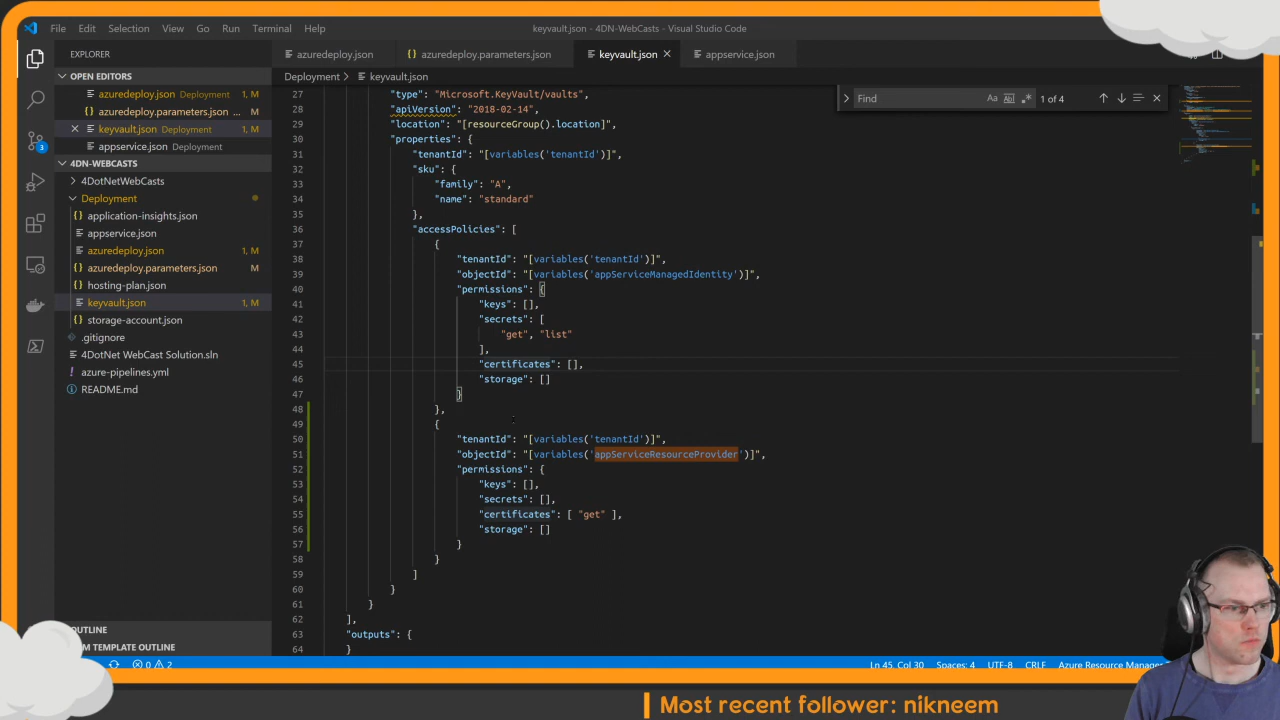 File Edit Selection View Go Run Terminal Help
keyvault.json - 4DN-WebCasts - Visual Studio Code
EXPLORER
OPEN EDITORS
azuredeploy.json Deployment 1, M
azuredeploy.parameters.json ... M
keyvault.json Deployment 1, M
appservice.json Deployment
4DN-WEBCASTS
4DotNetWebCasts
Deployment
application-insights.json
appservice.json
azuredeploy.json 1, M
azuredeploy.parameters.json M
hosting-plan.json
keyvault.json 1, M
storage-account.json
.gitignore
4DotNet WebCast Solution.sln
azure-pipelines.yml
README.md
OUTLINE
M TEMPLATE OUTLINE
3
azuredeploy.json azuredeploy.parameters.json keyvault.json appservice.json
Deployment > keyvault.json
Find Aa 1 of 4
27 "type": "Microsoft.KeyVault/vaults",
28 "apiVersion": "2018-02-14",
29 "location": "[resourceGroup().location]",
30 "properties": {
31 "tenantId": "[variables('tenantId')]",
32 "sku": {
33 "family": "A",
34 "name": "standard"
35 },
36 "accessPolicies": [
37 {
38 "tenantId": "[variables('tenantId')]",
39 "objectId": "[variables('appServiceManagedIdentity')]",
40 "permissions": {
41 "keys": [],
42 "secrets": [
43 "get", "list"
44 ],
45 "certificates": [],
46 "storage": []
47 }
48 },
49 {
50 "tenantId": "[variables('tenantId')]",
51 "objectId": "[variables('appServiceResourceProvider')]",
52 "permissions": {
53 "keys": [],
54 "secrets": [],
55 "certificates": [ "get" ],
56 "storage": []
57 }
58 }
59 ]
60 }
61 }
62 ],
63 "outputs": {
64 }
0 2
Ln 45, Col 30 Spaces: 4 UTF-8 CRLF Azure Resource Manage
Most recent follower: nikneem